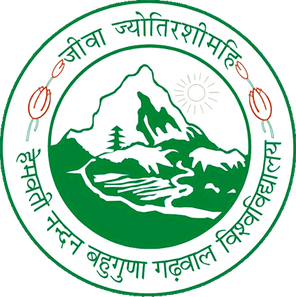 जीवा ज्योतिरशीमहि
हेमवती नन्दन बहुगुणा गढ़वाल विश्वविद्यालय